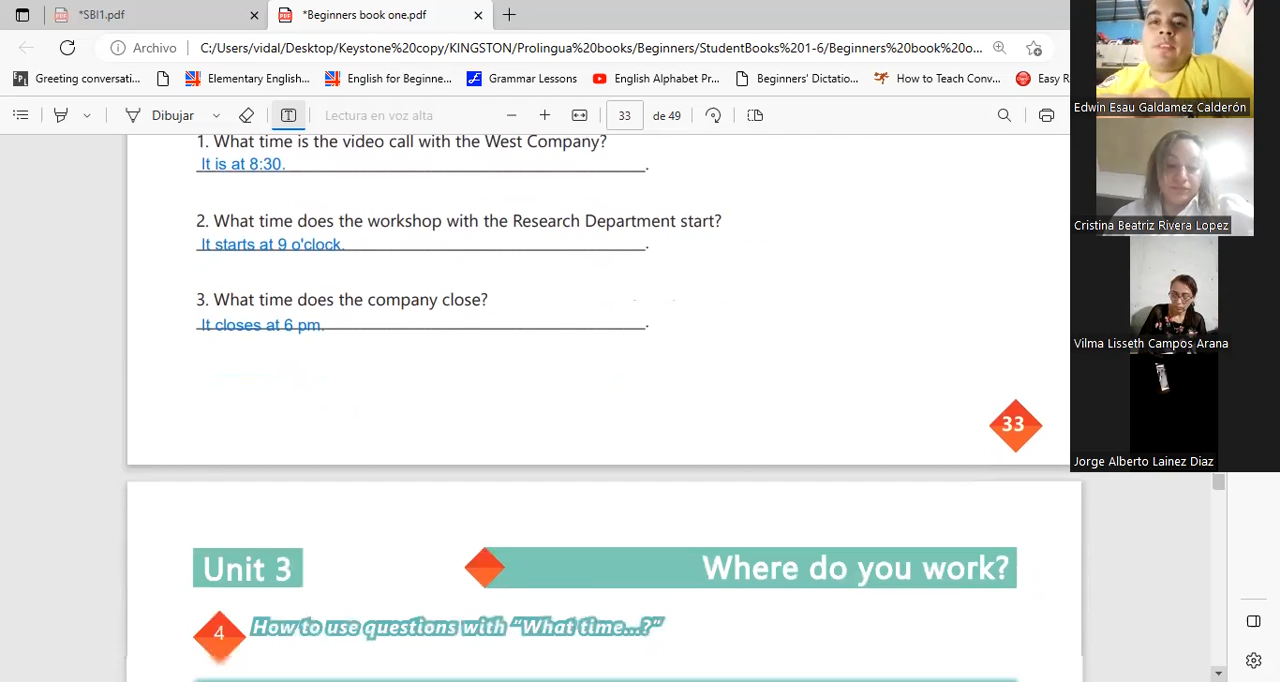 *SBI1.pdf
*Beginners book one.pdf
Archivo
C:/Users/vidal/Desktop/Keystone%20copy/KINGSTON/Prolingua%20books/Beginners/StudentBooks%201-6/Beginners%20book%20o...
Greeting conversati...
Elementary English...
English for Beginne...
Grammar Lessons
English Alphabet Pr...
Beginners' Dictatio...
How to Teach Conv...
Easy R
Dibujar
Lectura en voz alta
33
de 49
1. What time is the video call with the West Company?
It is at 8:30.
2. What time does the workshop with the Research Department start?
It starts at 9 o'clock.
3. What time does the company close?
It closes at 6 pm.
33
Unit 3
Where do you work?
4
How to use questions with “What time...?”
Edwin Esau Galdamez Calderón
Cristina Beatriz Rivera Lopez
Vilma Lisseth Campos Arana
Jorge Alberto Lainez Diaz